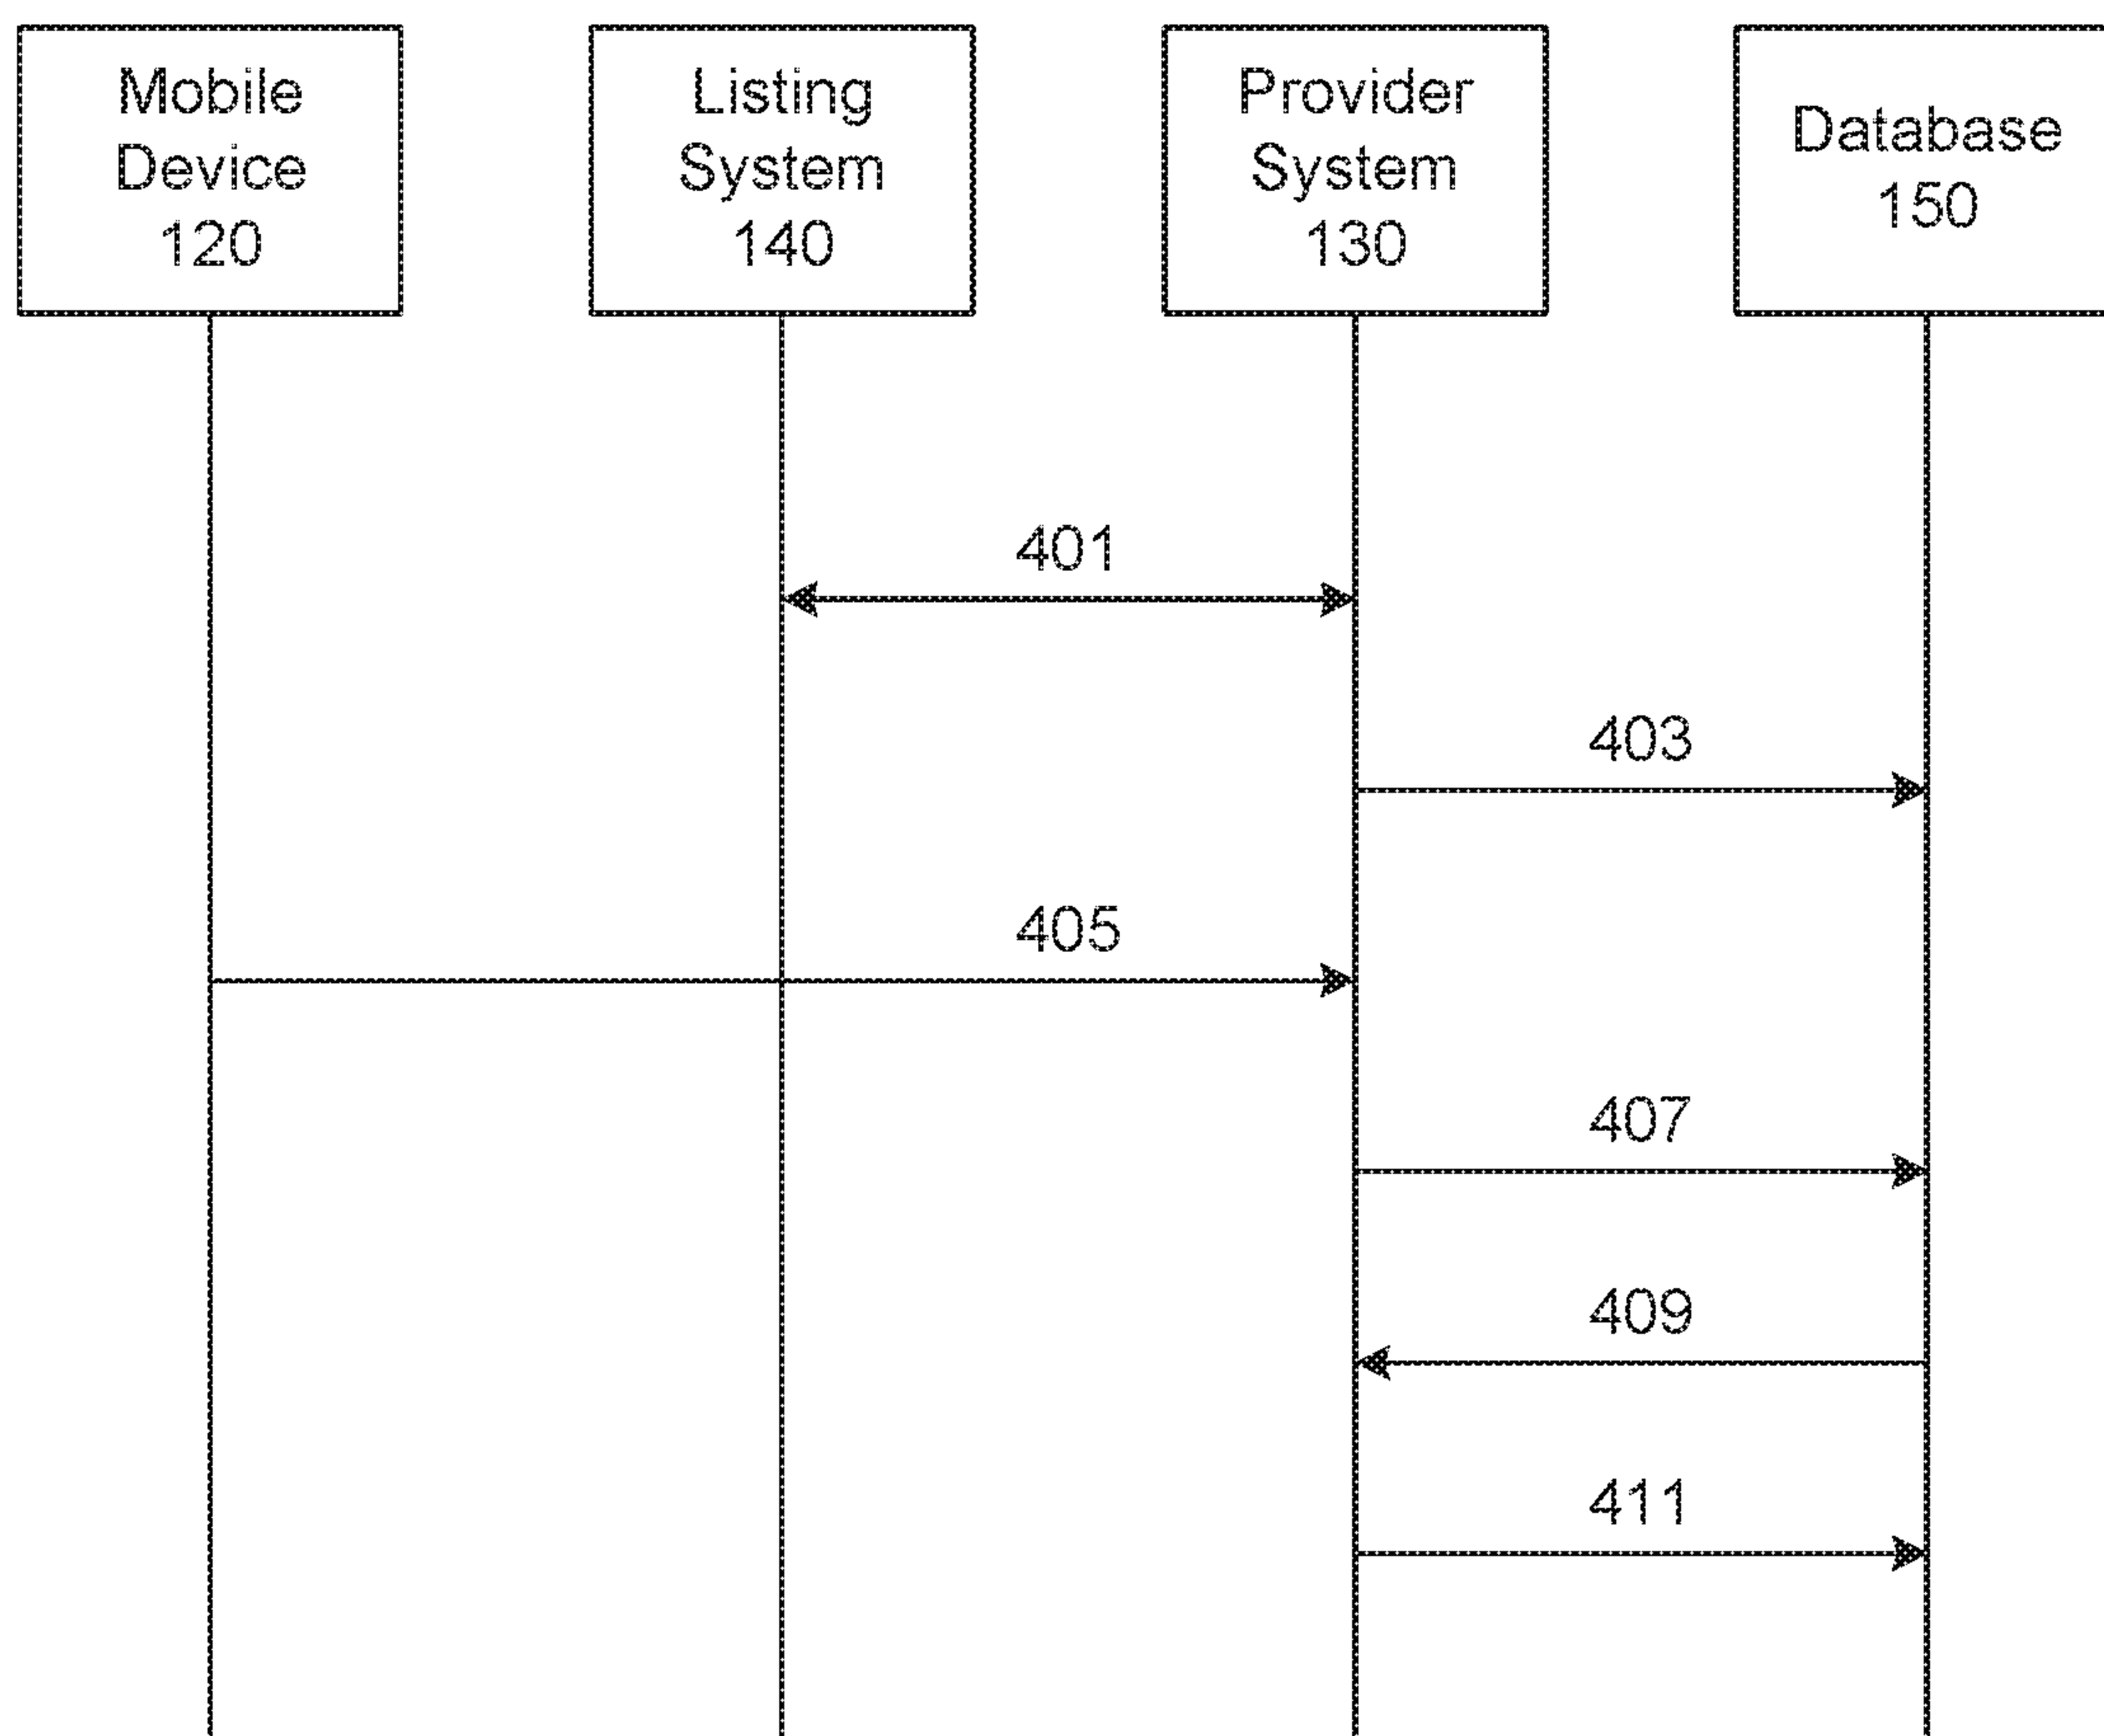 Mobile
Device
120
Listing
System
140
Provider
System
130
Database
150
401
403
405
407
409
411